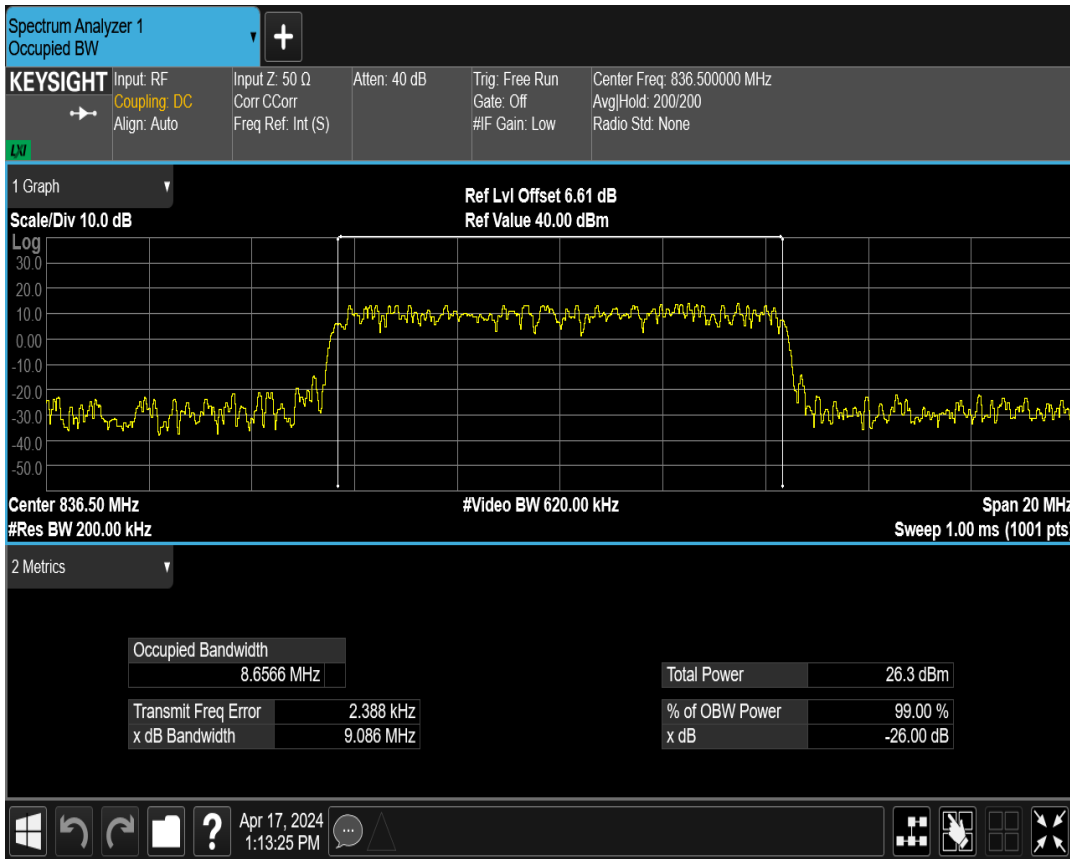 Spectrum Analyzer 1
Occupied BW
+
KEYSIGHT
LXI
Input: RF
Coupling: DC
Align: Auto
Input Z: 50 Ω
Corr CCorr
Freq Ref: Int (S)
Atten: 40 dB
Trig: Free Run
Gate: Off
#IF Gain: Low
Center Freq: 836.500000 MHz
Avg|Hold: 200/200
Radio Std: None
1 Graph
Scale/Div 10.0 dB
Ref Lvl Offset 6.61 dB
Ref Value 40.00 dBm
Log
30.0
20.0
10.0
0.00
-10.0
-20.0
-30.0
-40.0
-50.0
Center 836.50 MHz
#Video BW 620.00 kHz
Span 20 MHz
#Res BW 200.00 kHz
Sweep 1.00 ms (1001 pts)
2 Metrics
Occupied Bandwidth
8.6566 MHz
Total Power 26.3 dBm
Transmit Freq Error 2.388 kHz
% of OBW Power 99.00 %
x dB Bandwidth 9.086 MHz
x dB -26.00 dB
?
Apr 17, 2024
1:13:25 PM